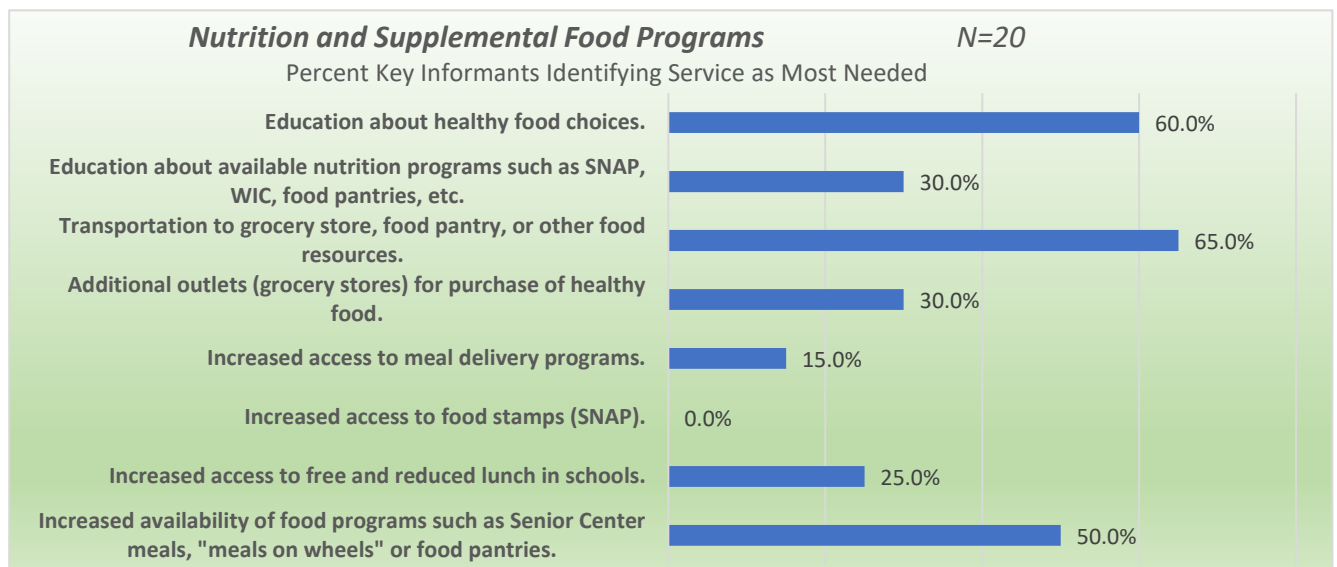 Nutrition and Supplemental Food Programs N=20
Percent Key Informants Identifying Service as Most Needed
Education about healthy food choices.
60.0%
Education about available nutrition programs such as SNAP,
WIC, food pantries, etc.
30.0%
Transportation to grocery store, food pantry, or other food
resources.
65.0%
Additional outlets (grocery stores) for purchase of healthy
food.
30.0%
Increased access to meal delivery programs.
15.0%
Increased access to food stamps (SNAP).
0.0%
Increased access to free and reduced lunch in schools.
25.0%
Increased availability of food programs such as Senior Center
meals, "meals on wheels" or food pantries.
50.0%